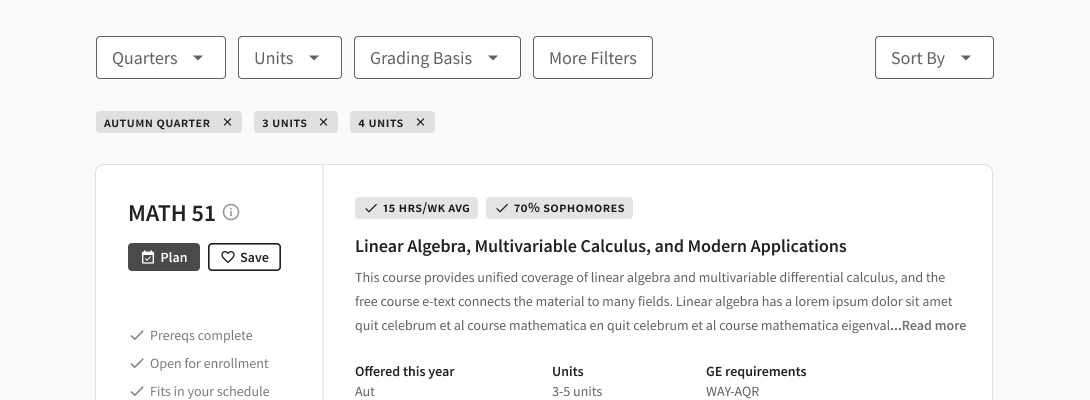 Quarters Units Grading Basis More Filters Sort By
AUTUMN QUARTER × 3 UNITS × 4 UNITS ×
MATH 51
Plan Save
Prereqs complete
Open for enrollment
Fits in your schedule
15 HRS/WK AVG 70% SOPHOMORES
Linear Algebra, Multivariable Calculus, and Modern Applications
This course provides unified coverage of linear algebra and multivariable differential calculus, and the
free course e-text connects the material to many fields. Linear algebra has a lorem ipsum dolor sit amet
quit celebrum et al course mathematica en quit celebrum et al course mathematica eigenval...Read more
Offered this year Units GE requirements
Aut 3-5 units WAY-AQR